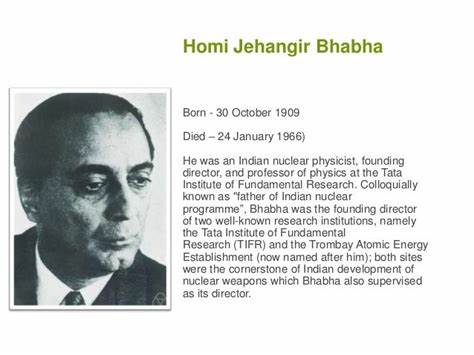 Homi Jehangir Bhabha
Born - 30 October 1909
Died – 24 January 1966)
He was an Indian nuclear physicist, founding
director, and professor of physics at the Tata
Institute of Fundamental Research. Colloquially
known as "father of Indian nuclear
programme", Bhabha was the founding director
of two well-known research institutions, namely
the Tata Institute of Fundamental
Research (TIFR) and the Trombay Atomic Energy
Establishment (now named after him); both sites
were the cornerstone of Indian development of
nuclear weapons which Bhabha also supervised
as its director.